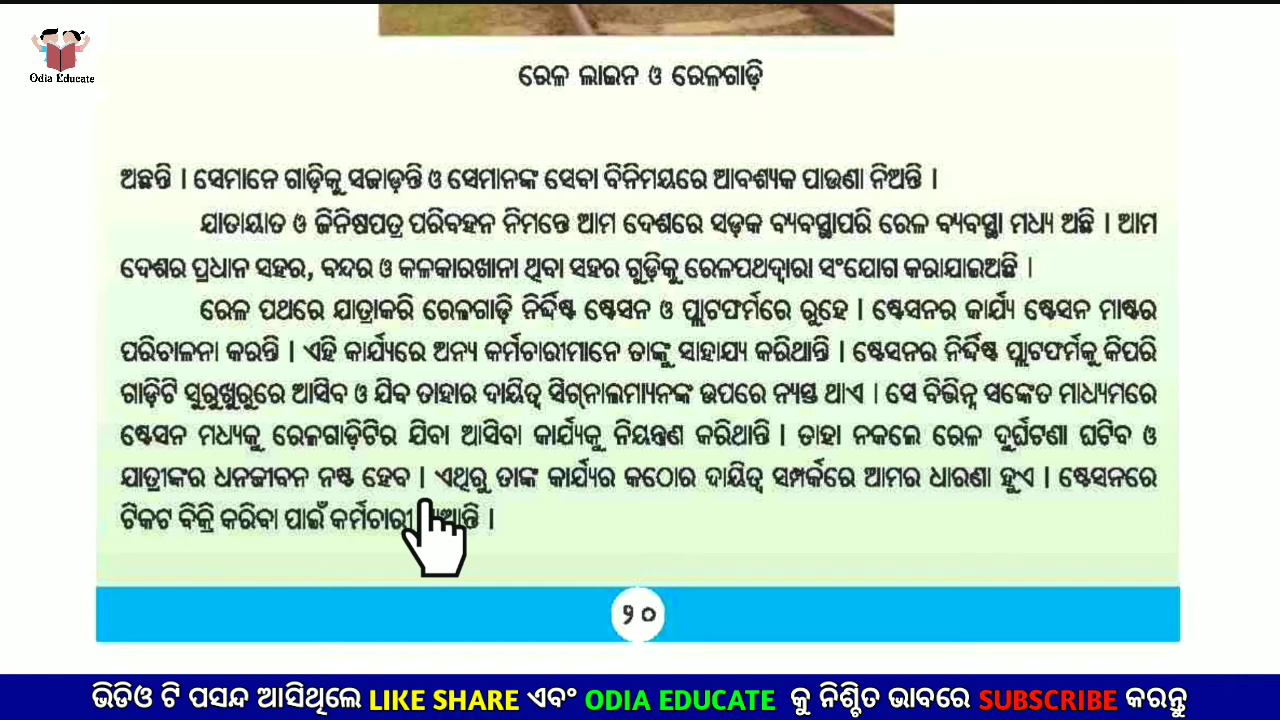 Odia Educate
ରେଳ ଲାଇନ ଓ ରେଳଗାଡ଼ି
ଅଛନ୍ତି । ସେମାନେ ଗାଡ଼ିକୁ ସଜାଡ଼ନ୍ତି ଓ ସେମାନଙ୍କ ସେବା ବିନିମୟରେ ଆବଶ୍ୟକ ପାଉଣା ନିଅନ୍ତି ।
ଯାତାୟାତ ଓ ଜିନିଷପତ୍ର ପରିବହନ ନିମନ୍ତେ ଆମ ଦେଶରେ ସଡ଼କ ବ୍ୟବସ୍ଥାପରି ରେଳ ବ୍ୟବସ୍ଥା ମଧ୍ୟ ଅଛି । ଆମ
ଦେଶର ପ୍ରଧାନ ସହର, ବନ୍ଦର ଓ କଳକାରଖାନା ଥିବା ସହର ଗୁଡ଼ିକୁ ରେଳପଥଦ୍ୱାରା ସଂଯୋଗ କରାଯାଇଅଛି ।
ରେଳ ପଥରେ ଯାତ୍ରାକରି ରେଳଗାଡ଼ି ନିର୍ଦ୍ଦିଷ୍ଟ ଷ୍ଟେସନ ଓ ପ୍ଲାଟଫର୍ମରେ ରୁହେ । ଷ୍ଟେସନର କାର୍ଯ୍ୟ ଷ୍ଟେସନ ମାଷ୍ଟର
ପରିଚାଳନା କରନ୍ତି । ଏହି କାର୍ଯ୍ୟରେ ଅନ୍ୟ କର୍ମଚାରୀମାନେ ତାଙ୍କୁ ସାହାଯ୍ୟ କରିଥାନ୍ତି । ଷ୍ଟେସନର ନିର୍ଦ୍ଦିଷ୍ଟ ପ୍ଲାଟଫର୍ମକୁ କିପରି
ଗାଡ଼ିଟି ସୁରୁଖୁରୁରେ ଆସିବ ଓ ଯିବ ତାହାର ଦାୟିତ୍ୱ ସିଗ୍‌ନାଲମ୍ୟାନଙ୍କ ଉପରେ ନ୍ୟସ୍ତ ଥାଏ । ସେ ବିଭିନ୍ନ ସଙ୍କେତ ମାଧ୍ୟମରେ
ଷ୍ଟେସନ ମଧ୍ୟକୁ ରେଳଗାଡ଼ିଟିର ଯିବା ଆସିବା କାର୍ଯ୍ୟକୁ ନିୟନ୍ତ୍ରଣ କରିଥାନ୍ତି । ତାହା ନକଲେ ରେଳ ଦୁର୍ଘଟଣା ଘଟିବ ଓ
ଯାତ୍ରୀଙ୍କର ଧନଜୀବନ ନଷ୍ଟ ହେବ । ଏଥିରୁ ତାଙ୍କ କାର୍ଯ୍ୟର କଠୋର ଦାୟିତ୍ୱ ସମ୍ପର୍କରେ ଆମର ଧାରଣା ହୁଏ । ଷ୍ଟେସନରେ
ଟିକଟ ବିକ୍ରି କରିବା ପାଇଁ କର୍ମଚାରୀ
୨୦
ଭିଡିଓ ଟି ପସନ୍ଦ ଆସିଥିଲେ LIKE SHARE ଏବଂ ODIA EDUCATE କୁ ନିଶ୍ଚିତ ଭାବରେ SUBSCRIBE କରନ୍ତୁ